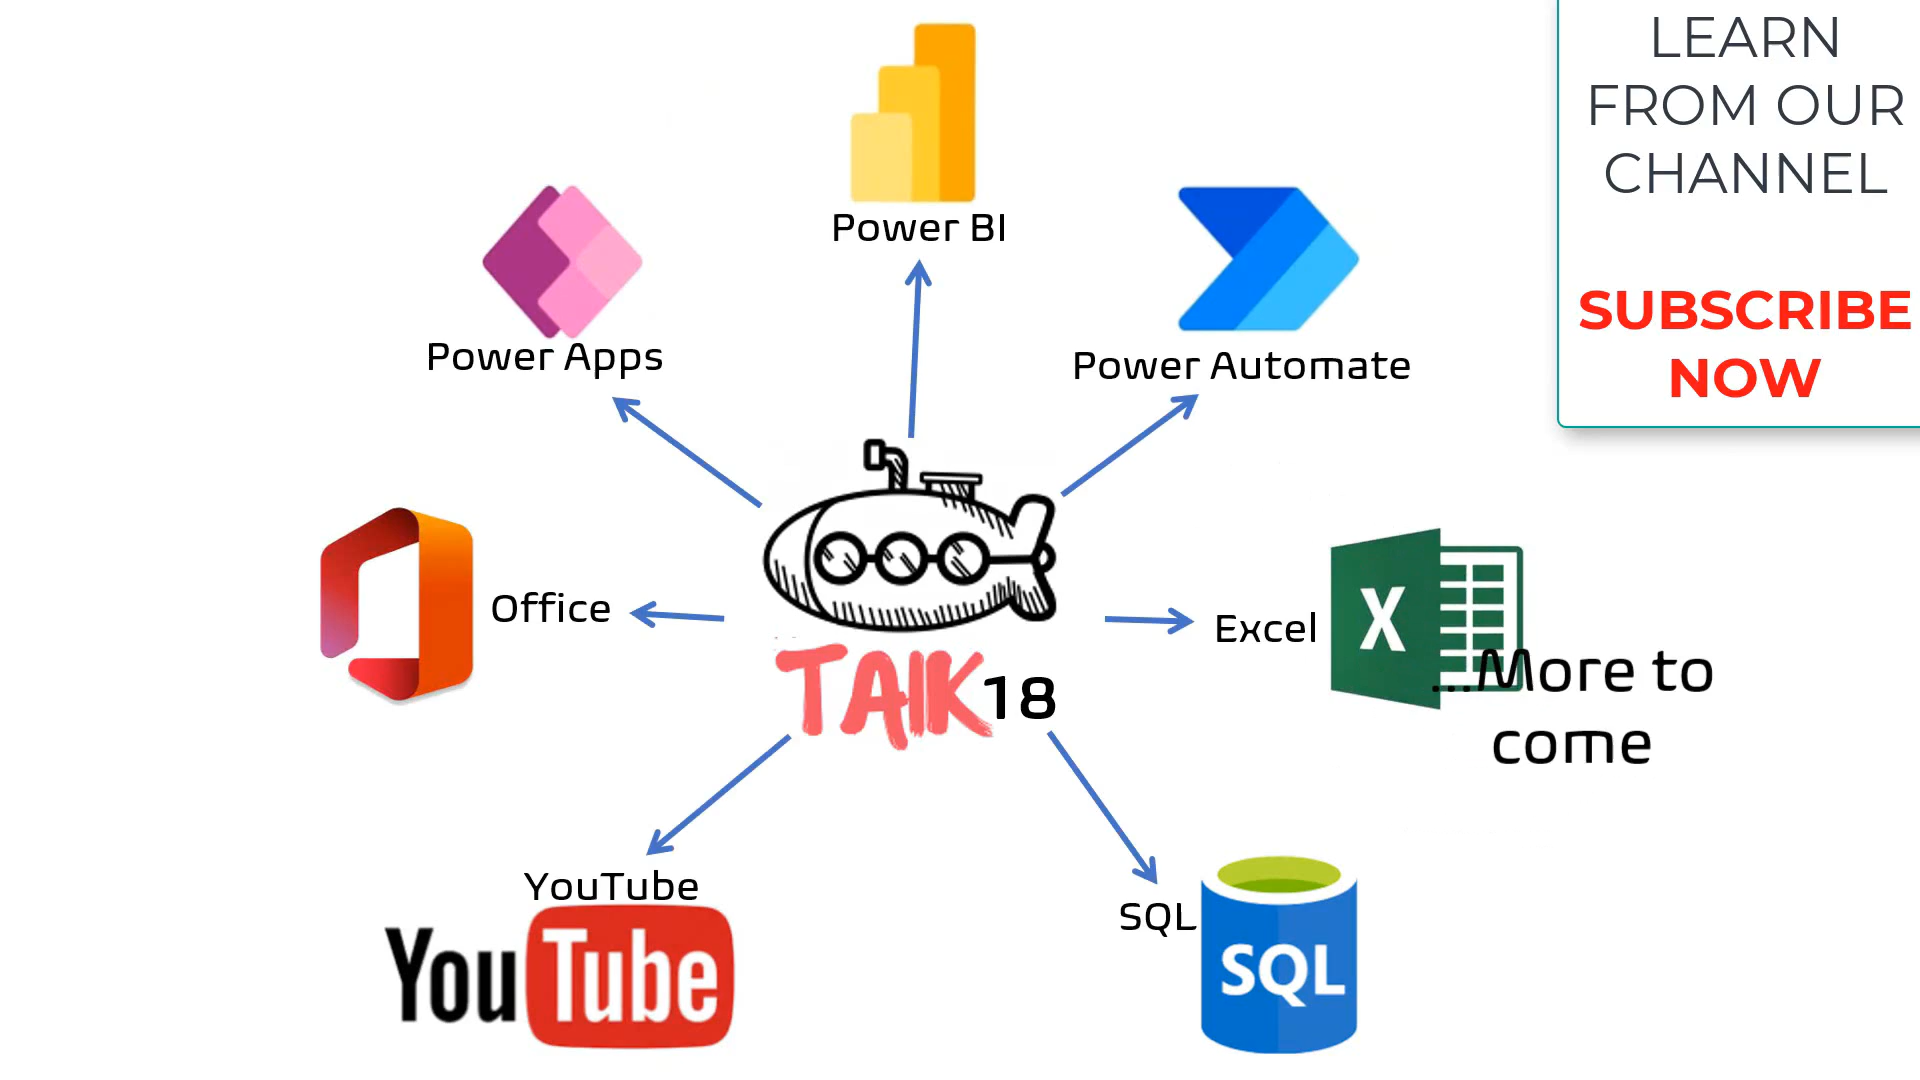 LEARN
FROM OUR
CHANNEL
SUBSCRIBE
NOW
Power BI
Power Apps
Power Automate
Office
Excel
X
...More to
come
TAIK18
YouTube
YouTube
SQL
SQL